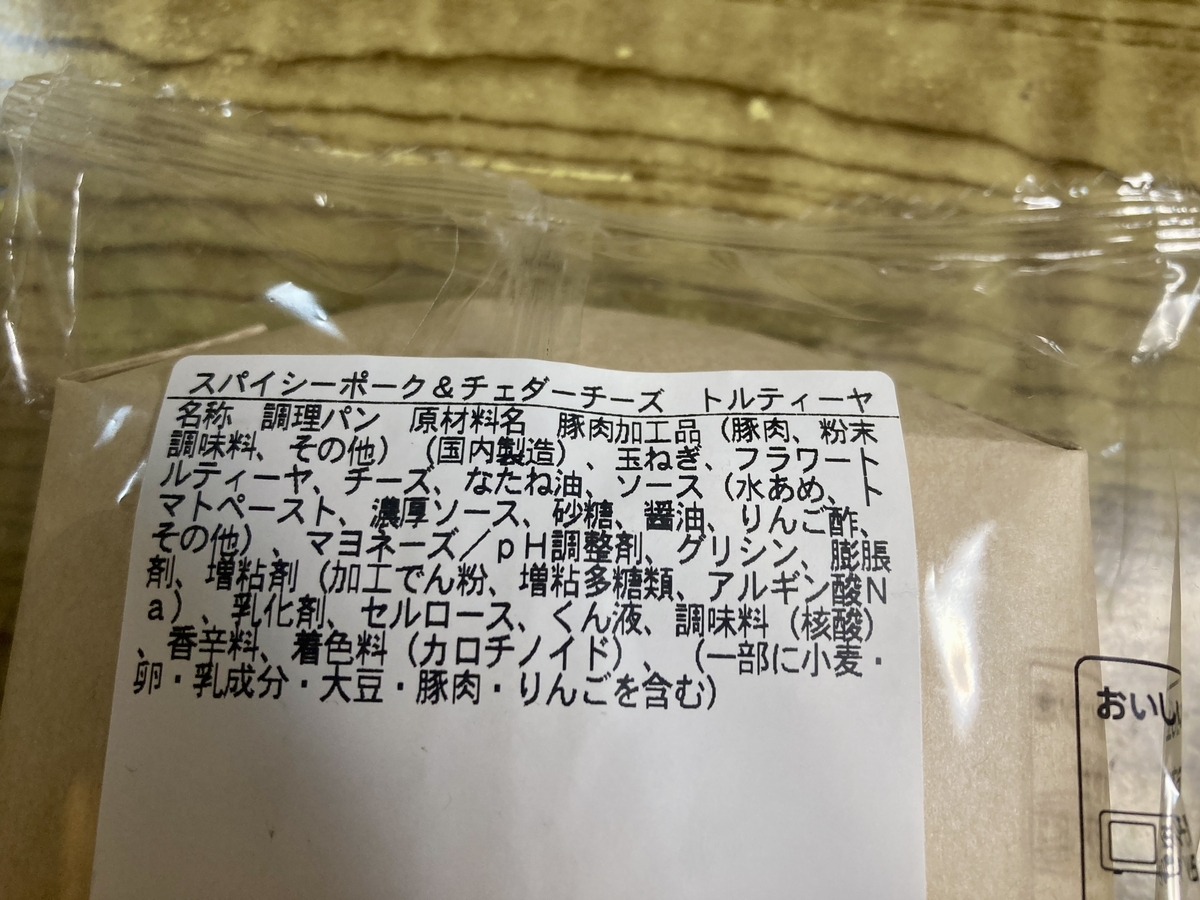 スパイシーポーク＆チェダーチーズ　トルティーヤ
名称　調理パン　原材料名　豚肉加工品（豚肉、粉末
調味料、その他）（国内製造）、玉ねぎ、フラワート
ルティーヤ、チーズ、なたね油、ソース（水あめ、ト
マトペースト、濃厚ソース、砂糖、醤油、りんご酢、
その他）、マヨネーズ／ｐＨ調整剤、グリシン、膨脹
剤、増粘剤（加工でん粉、増粘多糖類、アルギン酸Ｎ
ａ）、乳化剤、セルロース、くん液、調味料（核酸）
、香辛料、着色料（カロチノイド）、（一部に小麦・
卵・乳成分・大豆・豚肉・りんごを含む）
おいし